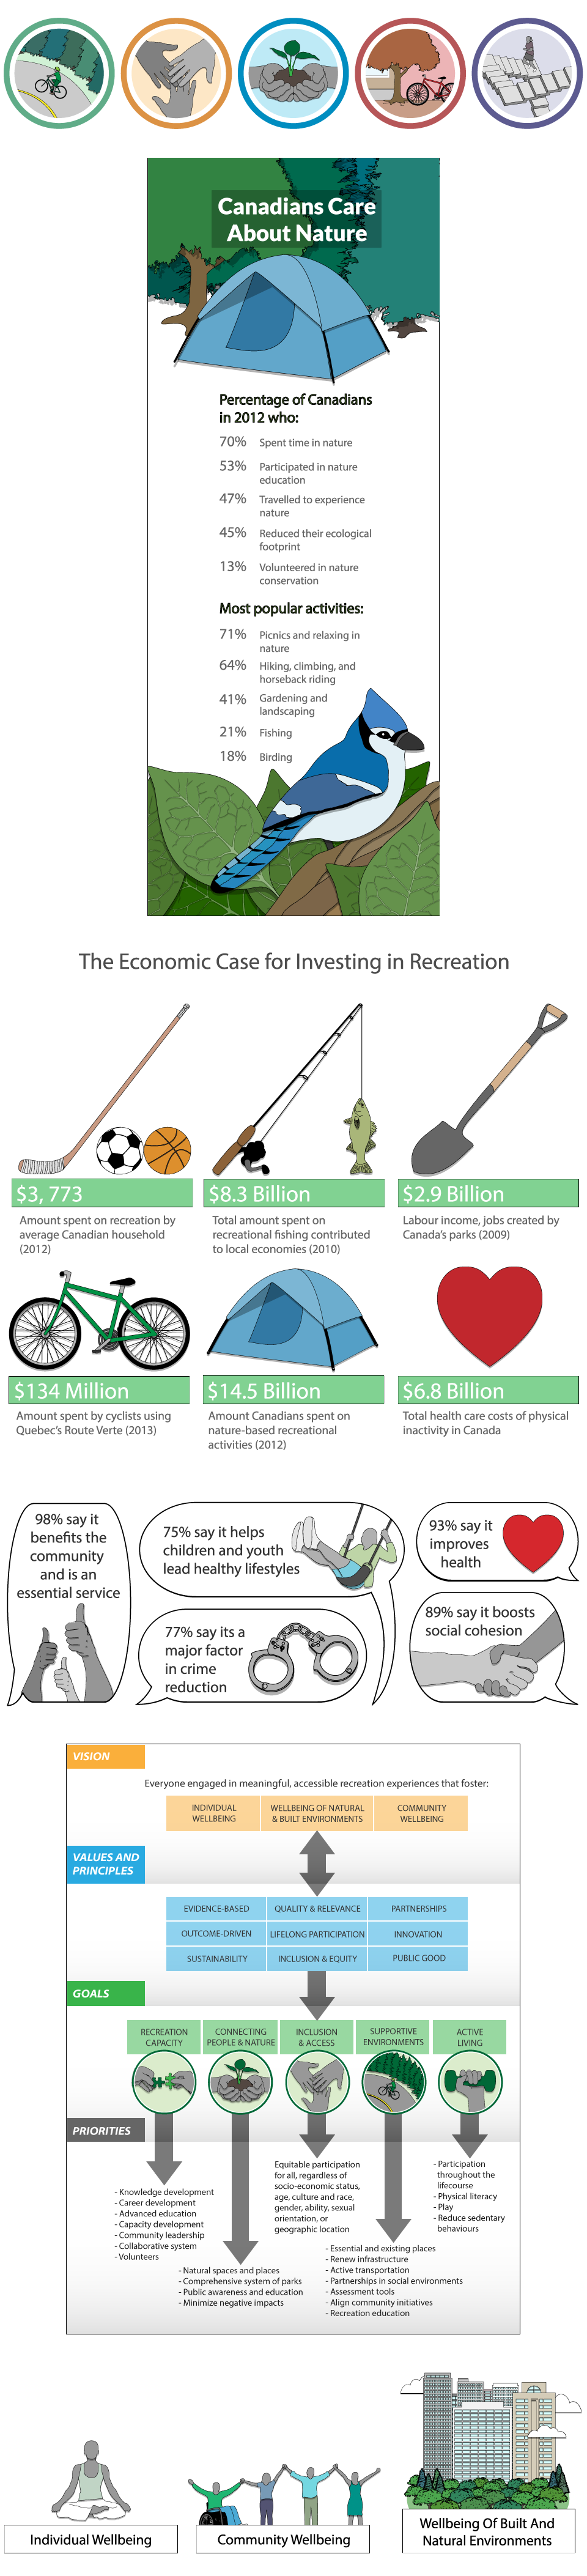 Canadians Care
About Nature
Percentage of Canadians
in 2012 who:
70% Spent time in nature
53% Participated in nature
education
47% Travelled to experience
nature
45% Reduced their ecological
footprint
13% Volunteered in nature
conservation
Most popular activities:
71% Picnics and relaxing in
nature
64% Hiking, climbing, and
horseback riding
41% Gardening and
landscaping
21% Fishing
18% Birding
The Economic Case for Investing in Recreation
$3, 773
Amount spent on recreation by
average Canadian household
(2012)
$8.3 Billion
Total amount spent on
recreational fishing contributed
to local economies (2010)
$2.9 Billion
Labour income, jobs created by
Canada's parks (2009)
$134 Million
Amount spent by cyclists using
Quebec's Route Verte (2013)
$14.5 Billion
Amount Canadians spent on
nature-based recreational
activities (2012)
$6.8 Billion
Total health care costs of physical
inactivity in Canada
98% say it
benefits the
community
and is an
essential service
75% say it helps
children and youth
lead healthy lifestyles
93% say it
improves
health
77% say its a
major factor
in crime
reduction
89% say it boosts
social cohesion
VISION
Everyone engaged in meaningful, accessible recreation experiences that foster:
INDIVIDUAL
WELLBEING
WELLBEING OF NATURAL
& BUILT ENVIRONMENTS
COMMUNITY
WELLBEING
VALUES AND
PRINCIPLES
EVIDENCE-BASED
QUALITY & RELEVANCE
PARTNERSHIPS
OUTCOME-DRIVEN
LIFELONG PARTICIPATION
INNOVATION
SUSTAINABILITY
INCLUSION & EQUITY
PUBLIC GOOD
GOALS
RECREATION
CAPACITY
CONNECTING
PEOPLE & NATURE
INCLUSION
& ACCESS
SUPPORTIVE
ENVIRONMENTS
ACTIVE
LIVING
PRIORITIES
- Knowledge development
- Career development
- Advanced education
- Capacity development
- Community leadership
- Collaborative system
- Volunteers
- Natural spaces and places
- Comprehensive system of parks
- Public awareness and education
- Minimize negative impacts
Equitable participation
for all, regardless of
socio-economic status,
age, culture and race,
gender, ability, sexual
orientation, or
geographic location
- Essential and existing places
- Renew infrastructure
- Active transportation
- Partnerships in social environments
- Assessment tools
- Align community initiatives
- Recreation education
- Participation
throughout the
lifecourse
- Physical literacy
- Play
- Reduce sedentary
behaviours
Individual Wellbeing
Community Wellbeing
Wellbeing Of Built And
Natural Environments